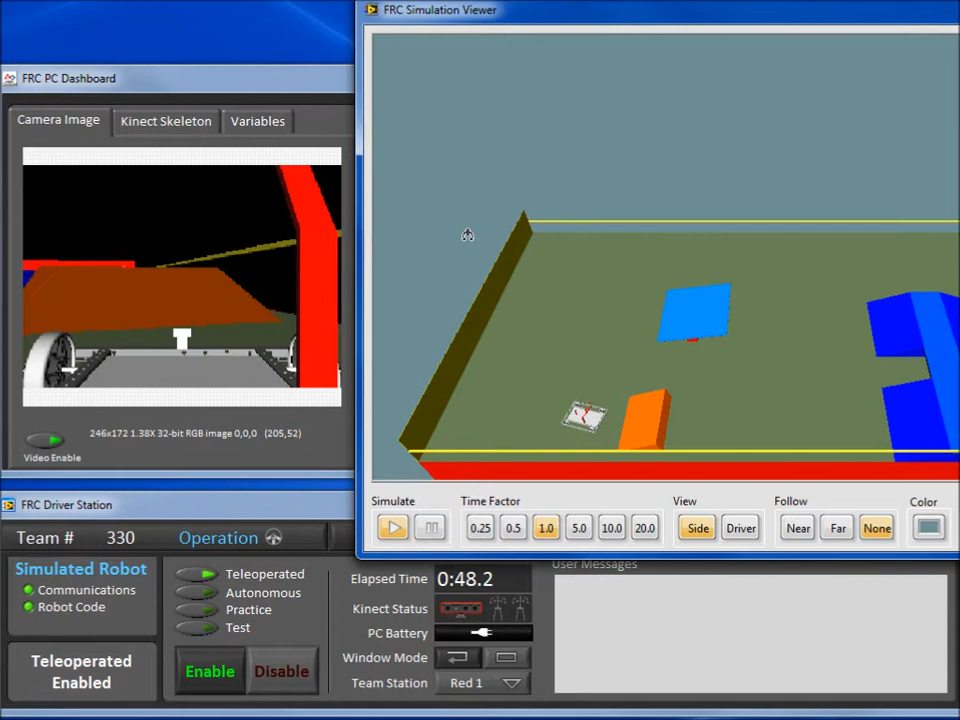 FRC Simulation Viewer
FRC PC Dashboard
Camera Image
Kinect Skeleton
Variables
246x172 1.38X 32-bit RGB image 0,0,0 (205,52)
Video Enable
Simulate
Time Factor
View
Follow
Color
0.25
0.5
1.0
5.0
10.0
20.0
Side
Driver
Near
Far
None
FRC Driver Station
Team # 330
Operation
Simulated Robot
Communications
Robot Code
Teleoperated
Enabled
Teleoperated
Autonomous
Practice
Test
Enable
Disable
Elapsed Time 0:48.2
Kinect Status
PC Battery
Window Mode
Team Station Red 1
User Messages